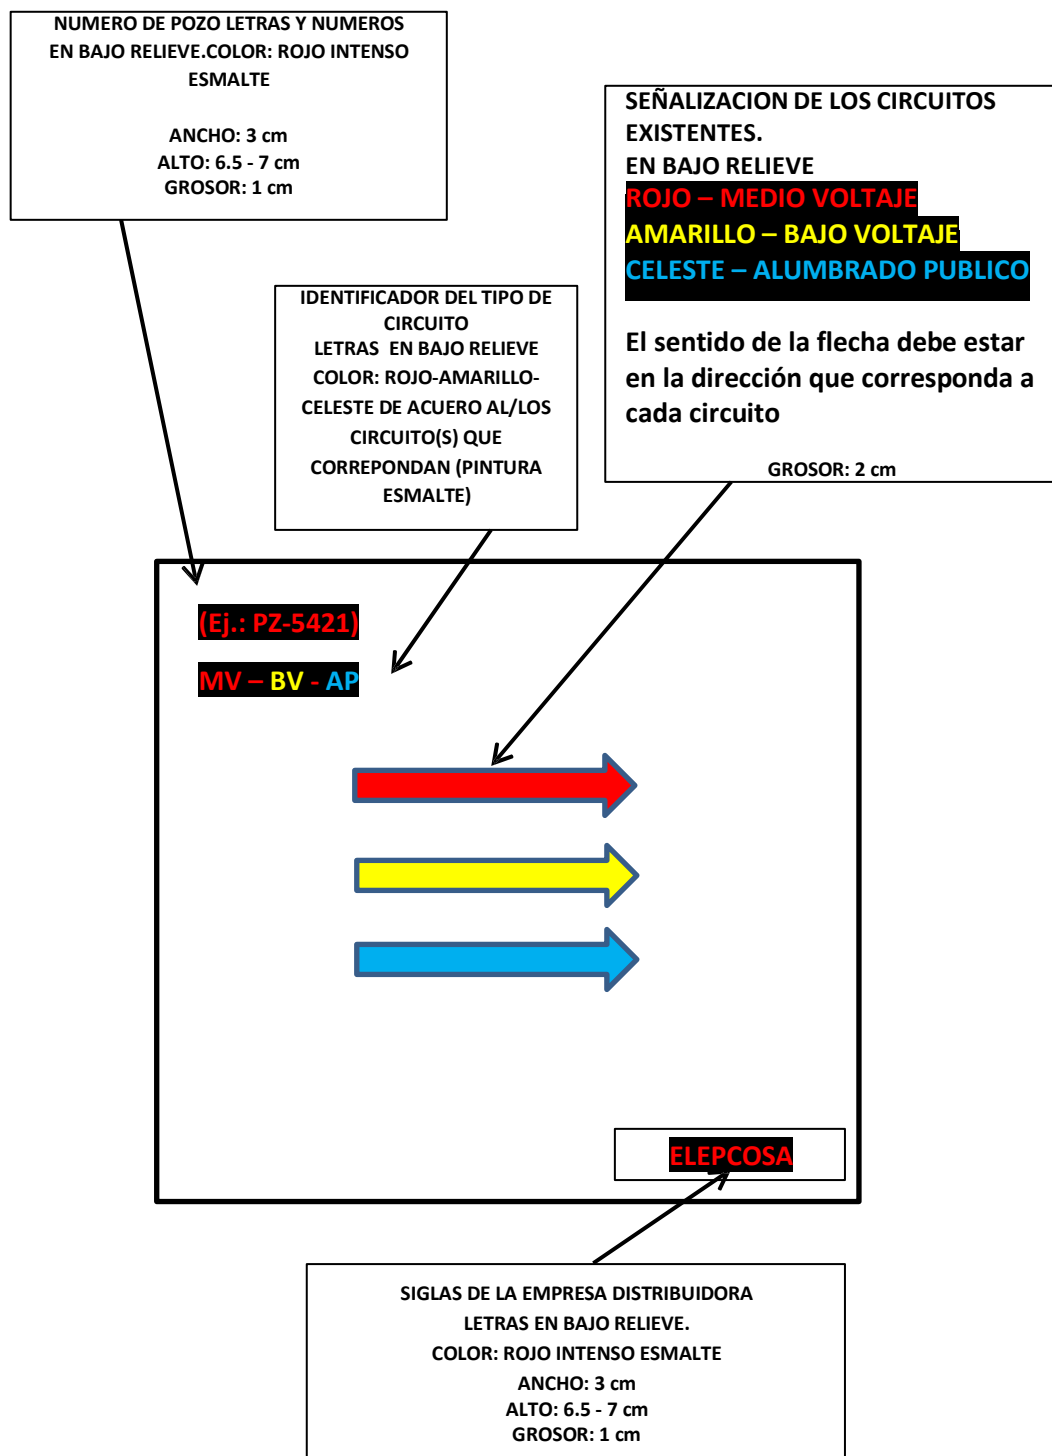 NUMERO DE POZO LETRAS Y NUMEROS
EN BAJO RELIEVE.COLOR: ROJO INTENSO
ESMALTE
ANCHO: 3 cm
ALTO: 6.5 - 7 cm
GROSOR: 1 cm
SEÑALIZACION DE LOS CIRCUITOS
EXISTENTES.
EN BAJO RELIEVE
ROJO – MEDIO VOLTAJE
AMARILLO – BAJO VOLTAJE
CELESTE – ALUMBRADO PUBLICO
El sentido de la flecha debe estar
en la dirección que corresponda a
cada circuito
GROSOR: 2 cm
IDENTIFICADOR DEL TIPO DE
CIRCUITO
LETRAS EN BAJO RELIEVE
COLOR: ROJO-AMARILLO-
CELESTE DE ACUERO AL/LOS
CIRCUITO(S) QUE
CORREPONDAN (PINTURA
ESMALTE)
(Ej.: PZ-5421)
MV – BV - AP
ELEPCOSA
SIGLAS DE LA EMPRESA DISTRIBUIDORA
LETRAS EN BAJO RELIEVE.
COLOR: ROJO INTENSO ESMALTE
ANCHO: 3 cm
ALTO: 6.5 - 7 cm
GROSOR: 1 cm